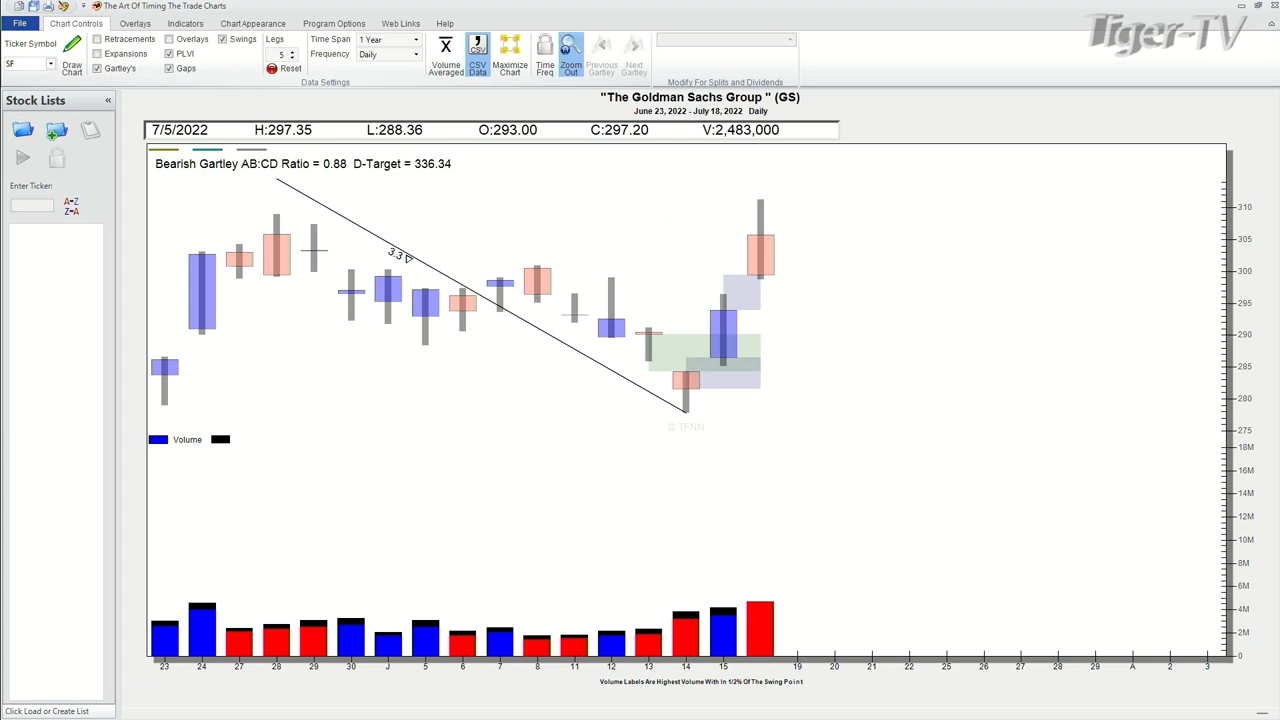 The Art Of Timing The Trade Charts
File Chart Controls Overlays Indicators Chart Appearance Program Options Web Links Help
Tiger-TV
Ticker Symbol
SF
Draw Chart
Retracements Overlays Swings
Expansions PLVI
Gartley's Gaps
Legs
5
Reset
Time Span 1 Year
Frequency Daily
Data Settings
Volume Averaged
CSV Data
Maximize Chart
Time Freq
Zoom Out
Previous Gartley
Next Gartley
Modify For Splits and Dividends
Stock Lists
Enter Ticker:
A-Z
Z-A
Click Load or Create List
"The Goldman Sachs Group " (GS)
June 23, 2022 - July 18, 2022 Daily
7/5/2022 H:297.35 L:288.36 O:293.00 C:297.20 V:2,483,000
Bearish Gartley AB:CD Ratio = 0.88 D-Target = 336.34
3.3
© TFNN
Volume
310
305
300
295
290
285
280
275
18M
16M
14M
12M
10M
8M
6M
4M
2M
0
23 24 27 28 29 30 J 5 6 7 8 11 12 13 14 15 19 20 21 22 25 26 27 28 29 A 2 3
Volume Labels Are Highest Volume With In 1/2% Of The Swing Point